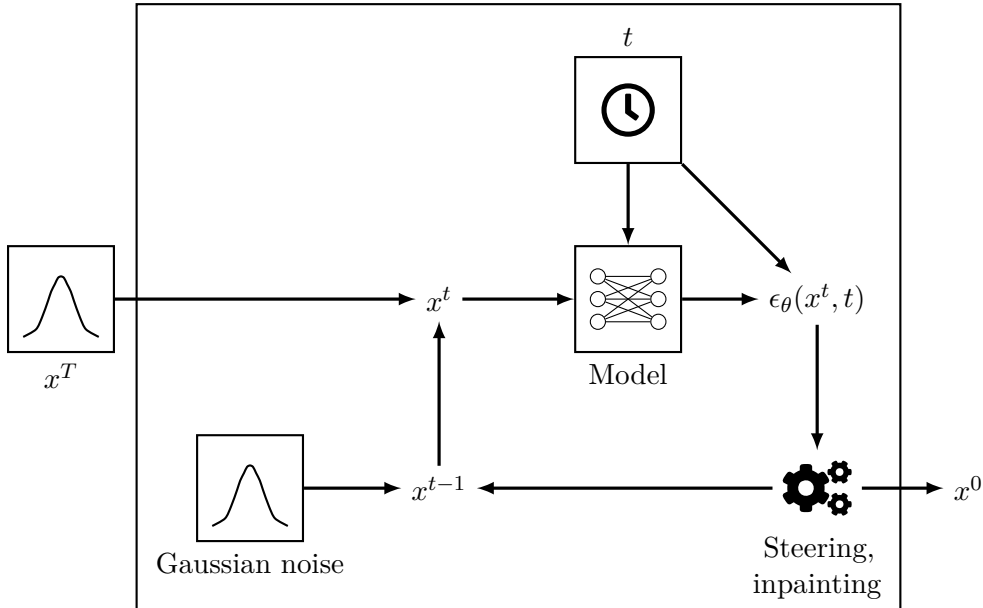 t
x^t
ϵ_θ(x^t, t)
x^T
Model
x^{t−1}
x^0
Gaussian noise
Steering,
inpainting